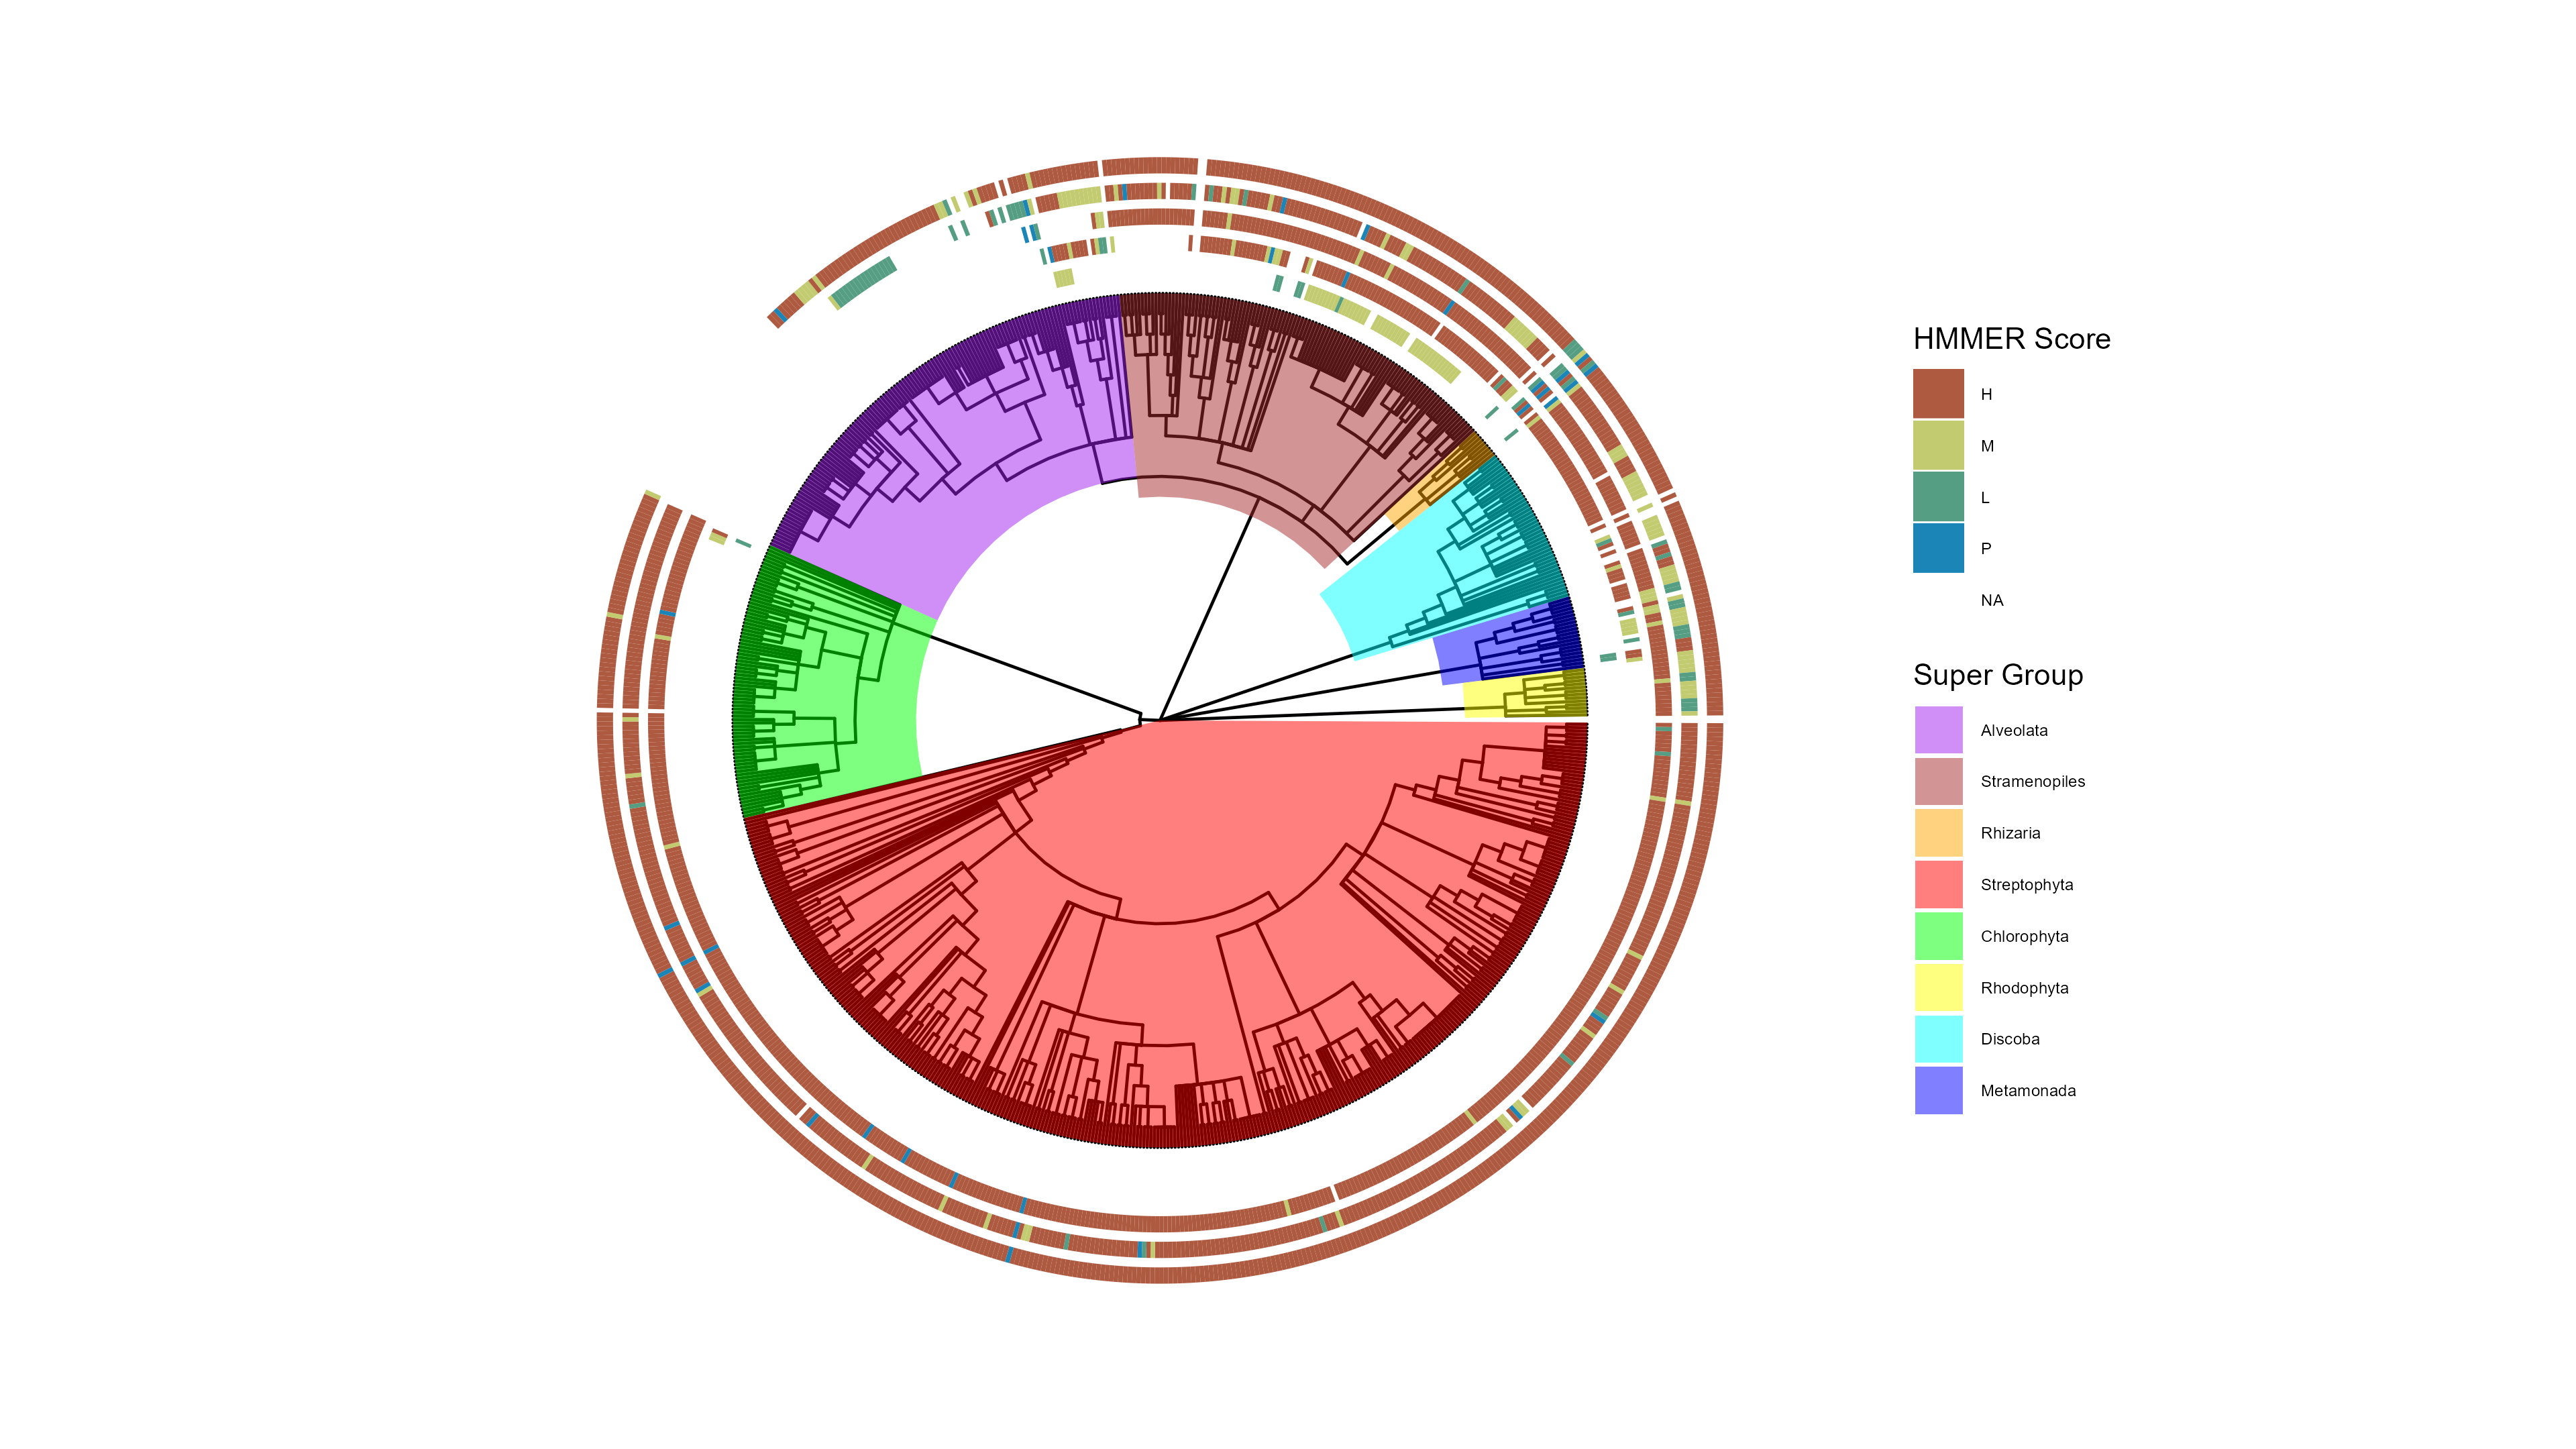 HMMER Score
H
M
L
P
NA
Super Group
Alveolata
Stramenopiles
Rhizaria
Streptophyta
Chlorophyta
Rhodophyta
Discoba
Metamonada